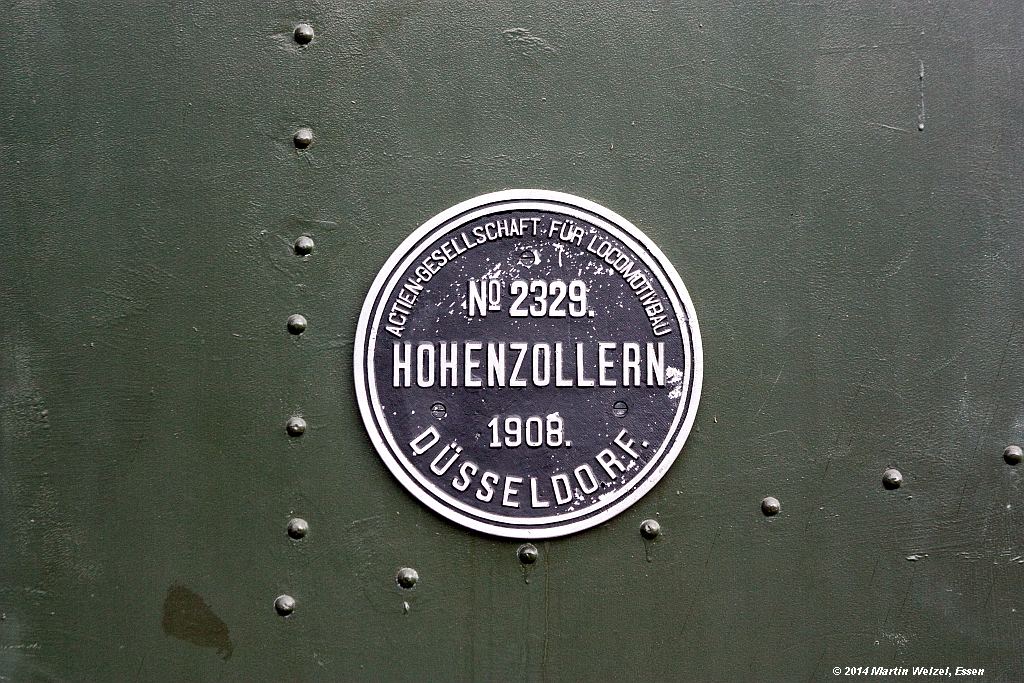 ACTIEN-GESELLSCHAFT FÜR LOCOMOTIVBAU
No 2329.
HOHENZOLLERN
1908.
DÜSSELDORF.
© 2014 Martin Welzel, Essen